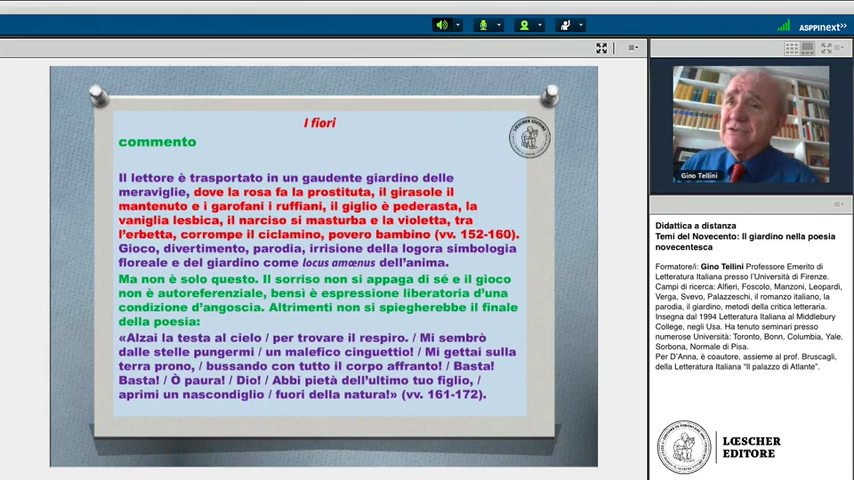 ASPPInext>>
I fiori
commento
Il lettore è trasportato in un gaudente giardino delle
meraviglie, dove la rosa fa la prostituta, il girasole il
mantenuto e i garofani i ruffiani, il giglio è pederasta, la
vaniglia lesbica, il narciso si masturba e la violetta, tra
l'erbetta, corrompe il ciclamino, povero bambino (vv. 152-160).
Gioco, divertimento, parodia, irrisione della logora simbologia
floreale e del giardino come locus amœnus dell'anima.
Ma non è solo questo. Il sorriso non si appaga di sé e il gioco
non è autoreferenziale, bensì è espressione liberatoria d'una
condizione d'angoscia. Altrimenti non si spiegherebbe il finale
della poesia:
«Alzai la testa al cielo / per trovare il respiro. / Mi sembrò
dalle stelle pungermi / un malefico cinguettio! / Mi gettai sulla
terra prono, / bussando con tutto il corpo affranto! / Basta!
Basta! / Ò paura! / Dio! / Abbi pietà dell'ultimo tuo figlio, /
aprimi un nascondiglio / fuori della natura!» (vv. 161-172).
LŒSCHER EDITORE
Gino Tellini
Didattica a distanza
Temi del Novecento: Il giardino nella poesia
novecentesca
Formatore/i: Gino Tellini Professore Emerito di
Letteratura Italiana presso l'Università di Firenze.
Campi di ricerca: Alfieri, Foscolo, Manzoni, Leopardi,
Verga, Svevo, Palazzeschi, il romanzo italiano, la
parodia, il giardino, metodi della critica letteraria.
Insegna dal 1994 Letteratura Italiana al Middlebury
College, negli Usa. Ha tenuto seminari presso
numerose Università: Toronto, Bonn, Columbia, Yale,
Sorbona, Normale di Pisa.
Per D'Anna, è coautore, assieme al prof. Bruscagli,
della Letteratura Italiana "Il palazzo di Atlante".
LŒSCHER
EDITORE